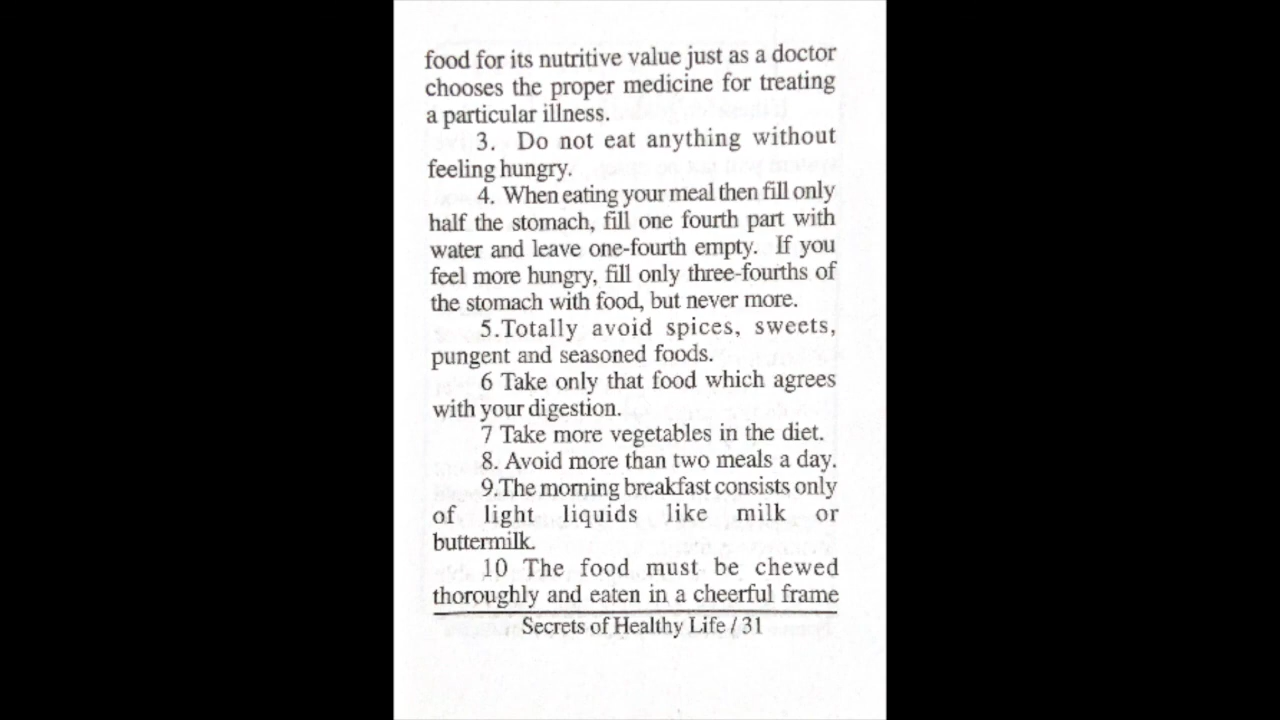 food for its nutritive value just as a doctor
chooses the proper medicine for treating
a particular illness.
3. Do not eat anything without
feeling hungry.
4. When eating your meal then fill only
half the stomach, fill one fourth part with
water and leave one-fourth empty. If you
feel more hungry, fill only three-fourths of
the stomach with food, but never more.
5.Totally avoid spices, sweets,
pungent and seasoned foods.
6 Take only that food which agrees
with your digestion.
7 Take more vegetables in the diet.
8. Avoid more than two meals a day.
9.The morning breakfast consists only
of light liquids like milk or
buttermilk.
10 The food must be chewed
thoroughly and eaten in a cheerful frame
Secrets of Healthy Life / 31